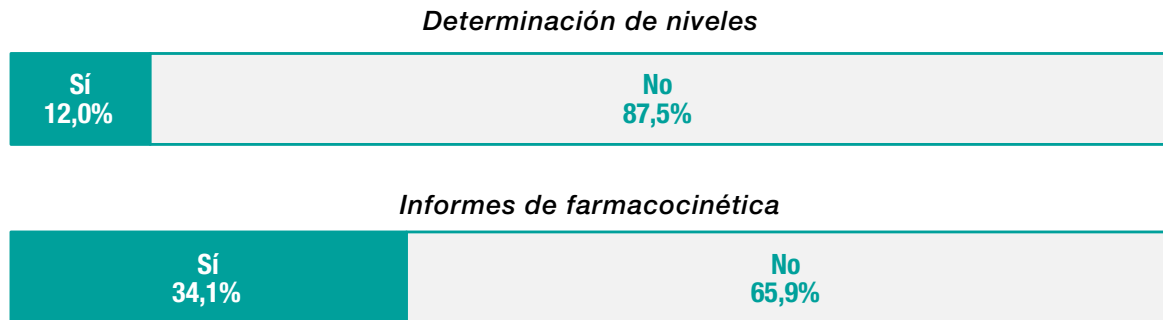 Determinación de niveles
Sí
12,0%
No
87,5%
Informes de farmacocinética
Sí
34,1%
No
65,9%